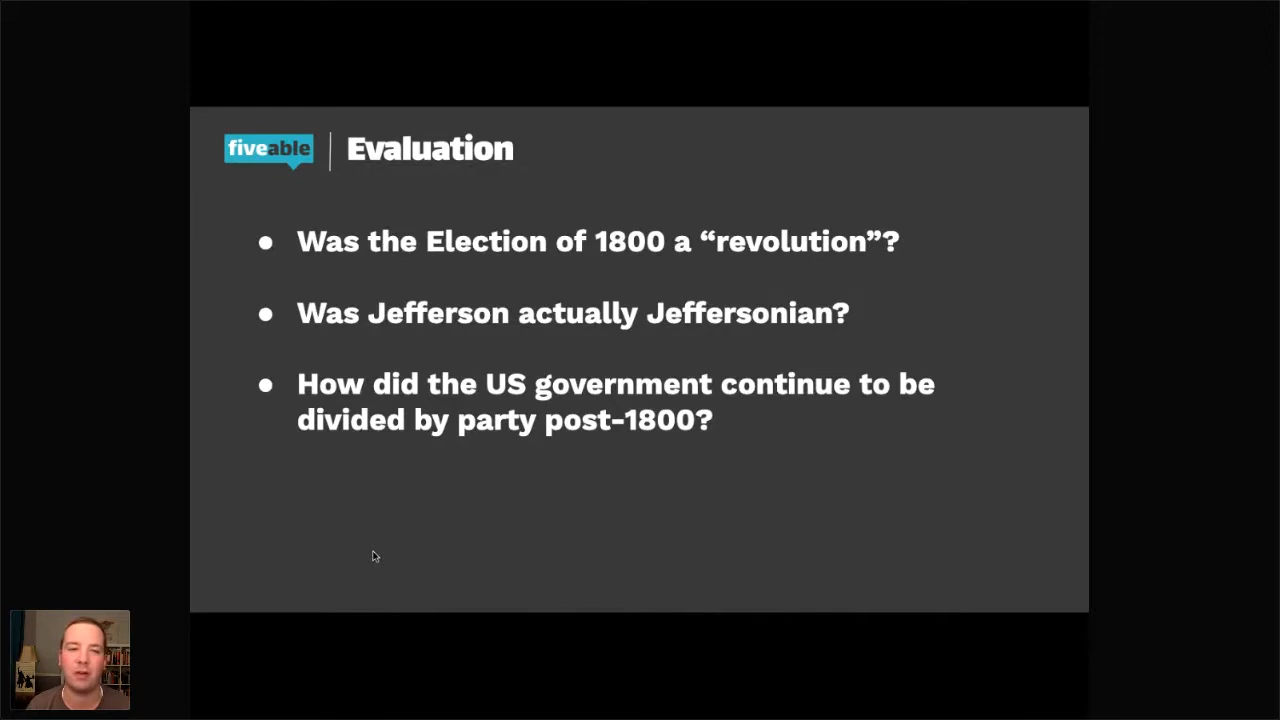 fiveable
Evaluation
● Was the Election of 1800 a “revolution”?
● Was Jefferson actually Jeffersonian?
● How did the US government continue to be
divided by party post-1800?